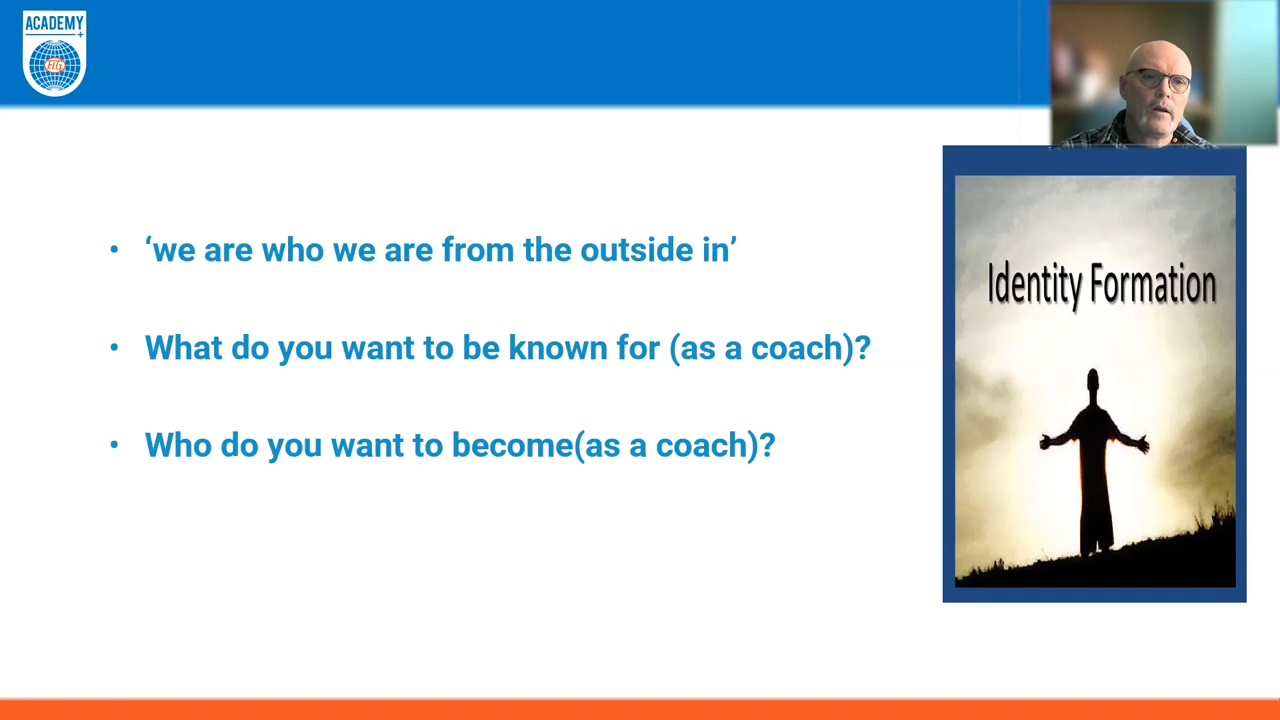 ACADEMY
+
FIG
‘we are who we are from the outside in’
What do you want to be known for (as a coach)?
Who do you want to become(as a coach)?
Identity Formation